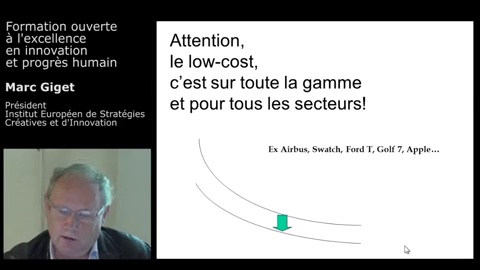 Formation ouverte
à l'excellence
en innovation
et progrès humain
Marc Giget
Président
Institut Européen de Stratégies
Créatives et d'Innovation
Attention,
le low-cost,
c’est sur toute la gamme
et pour tous les secteurs!
Ex Airbus, Swatch, Ford T, Golf 7, Apple…